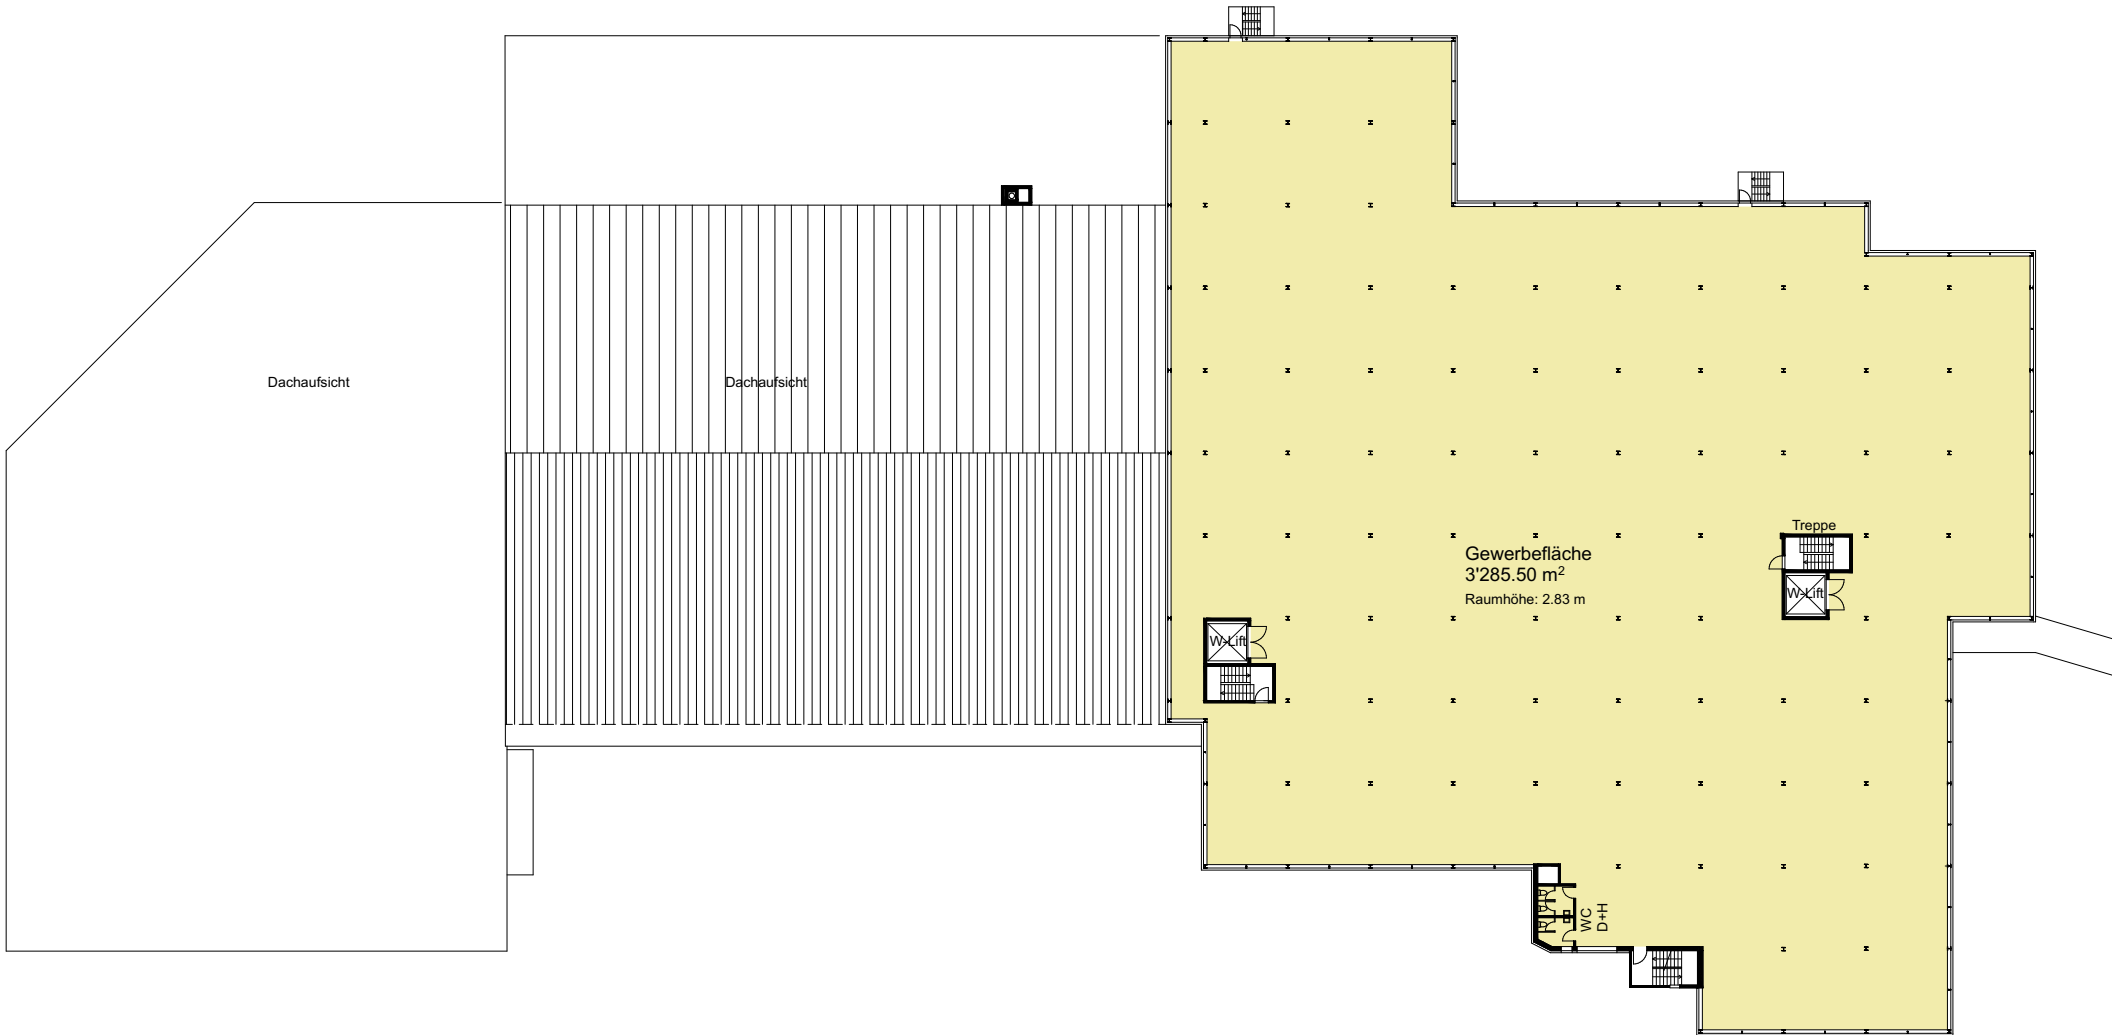 Dachaufsicht
Dachaufsicht
Treppe
Gewerbefläche
3'285.50 m²
Raumhöhe: 2.83 m
W-Lift
W-Lift
WC
D+H